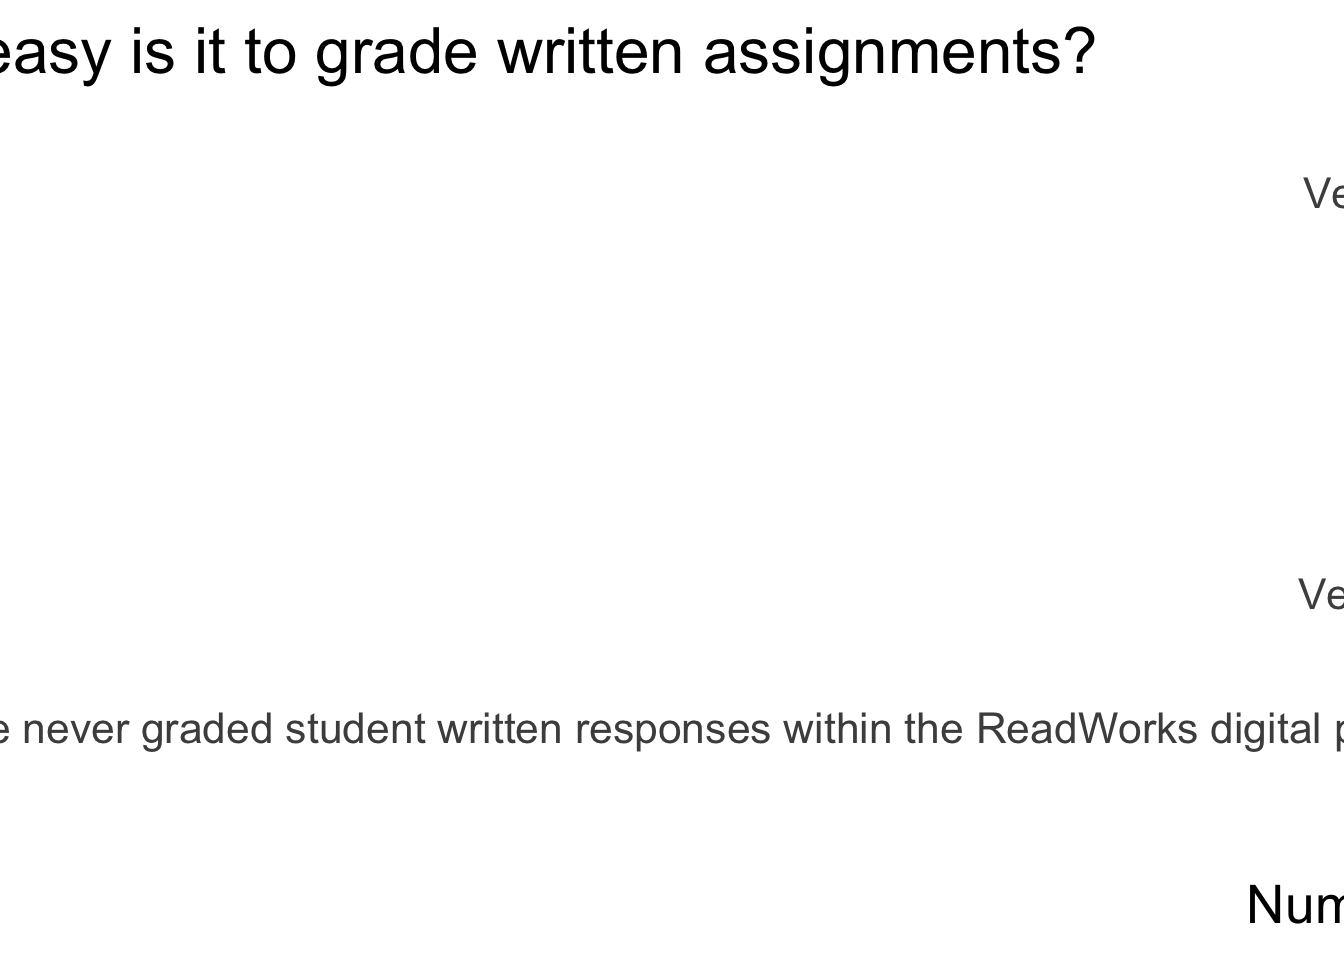 easy is it to grade written assignments?
Ve
Ve
e never graded student written responses within the ReadWorks digital p
Num